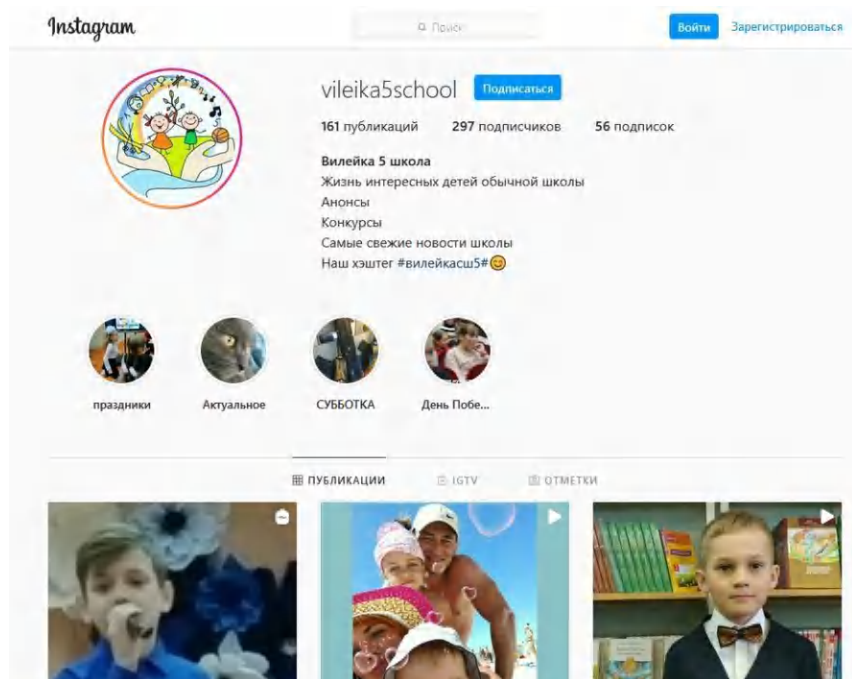 Instagram
Поиск
Войти Зарегистрироваться
vileika5school Подписаться
161 публикаций 297 подписчиков 56 подписок
Вилейка 5 школа
Жизнь интересных детей обычной школы
Анонсы
Конкурсы
Самые свежие новости школы
Наш хэштег #вилейкасш5#
праздники Актуальное СУББОТКА День Побе...
ПУБЛИКАЦИИ IGTV ОТМЕТКИ